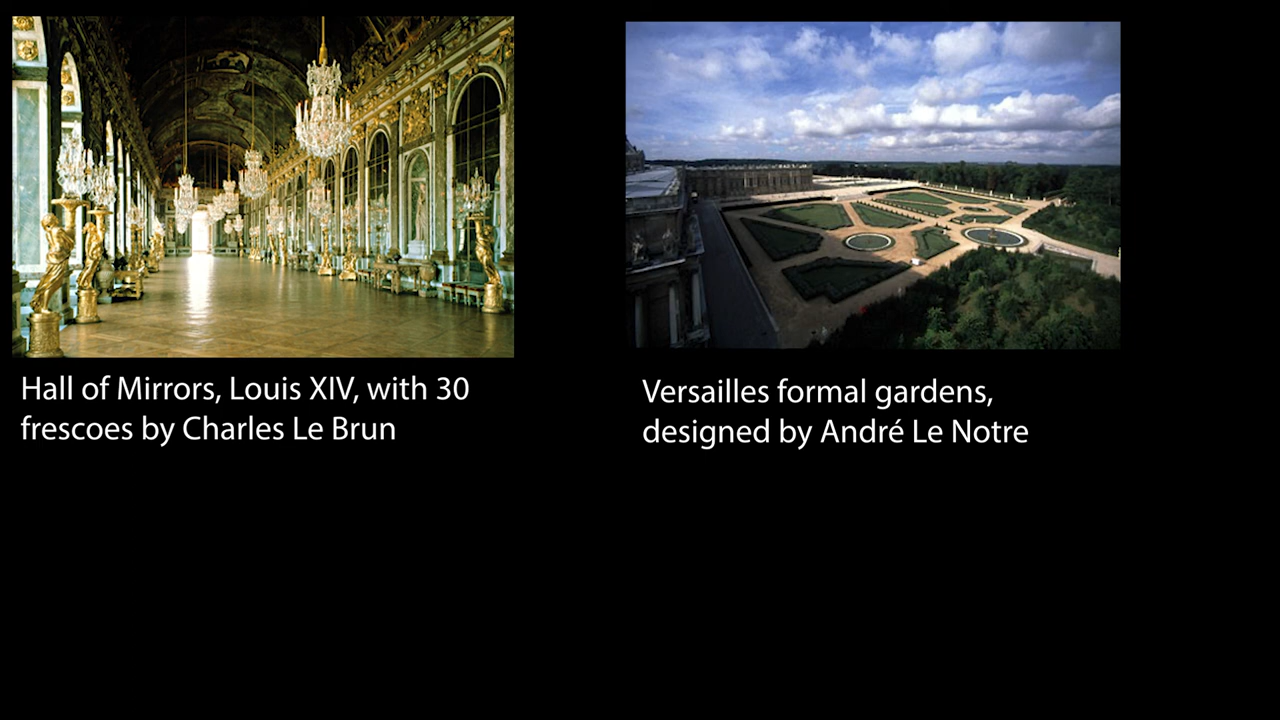 Hall of Mirrors, Louis XIV, with 30
frescoes by Charles Le Brun
Versailles formal gardens,
designed by André Le Notre